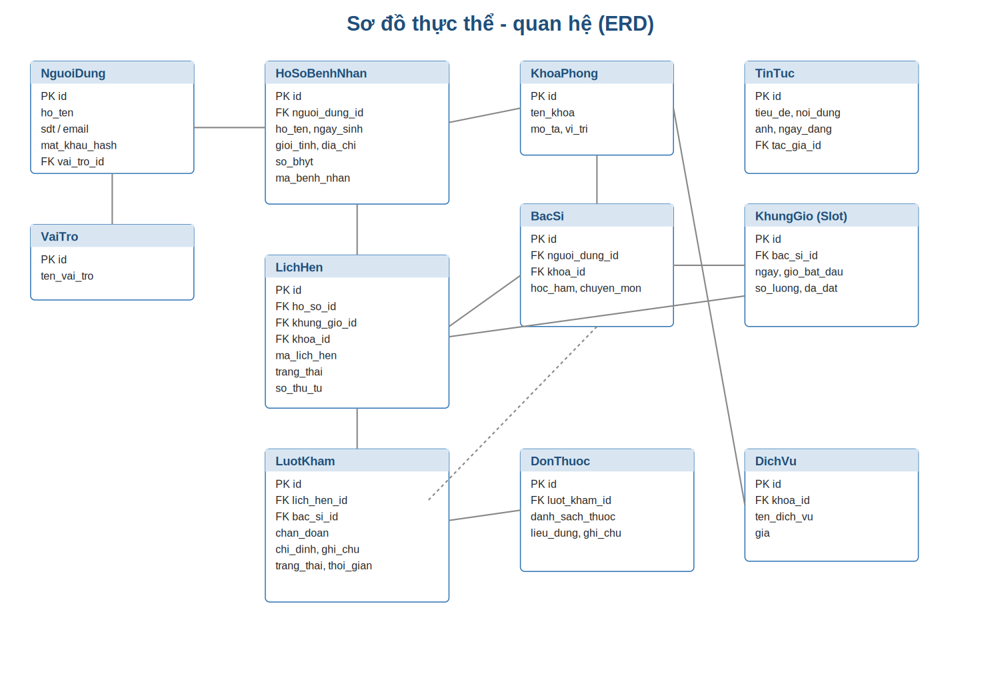 Sơ đồ thực thể - quan hệ (ERD)
NguoiDung
PK id
ho_ten
sdt / email
mat_khau_hash
FK vai_tro_id
HoSoBenhNhan
PK id
FK nguoi_dung_id
ho_ten, ngay_sinh
gioi_tinh, dia_chi
so_bhyt
ma_benh_nhan
KhoaPhong
PK id
ten_khoa
mo_ta, vi_tri
TinTuc
PK id
tieu_de, noi_dung
anh, ngay_dang
FK tac_gia_id
VaiTro
PK id
ten_vai_tro
LichHen
PK id
FK ho_so_id
FK khung_gio_id
FK khoa_id
ma_lich_hen
trang_thai
so_thu_tu
BacSi
PK id
FK nguoi_dung_id
FK khoa_id
hoc_ham, chuyen_mon
KhungGio (Slot)
PK id
FK bac_si_id
ngay, gio_bat_dau
so_luong, da_dat
LuotKham
PK id
FK lich_hen_id
FK bac_si_id
chan_doan
chi_dinh, ghi_chu
trang_thai, thoi_gian
DonThuoc
PK id
FK luot_kham_id
danh_sach_thuoc
lieu_dung, ghi_chu
DichVu
PK id
FK khoa_id
ten_dich_vu
gia